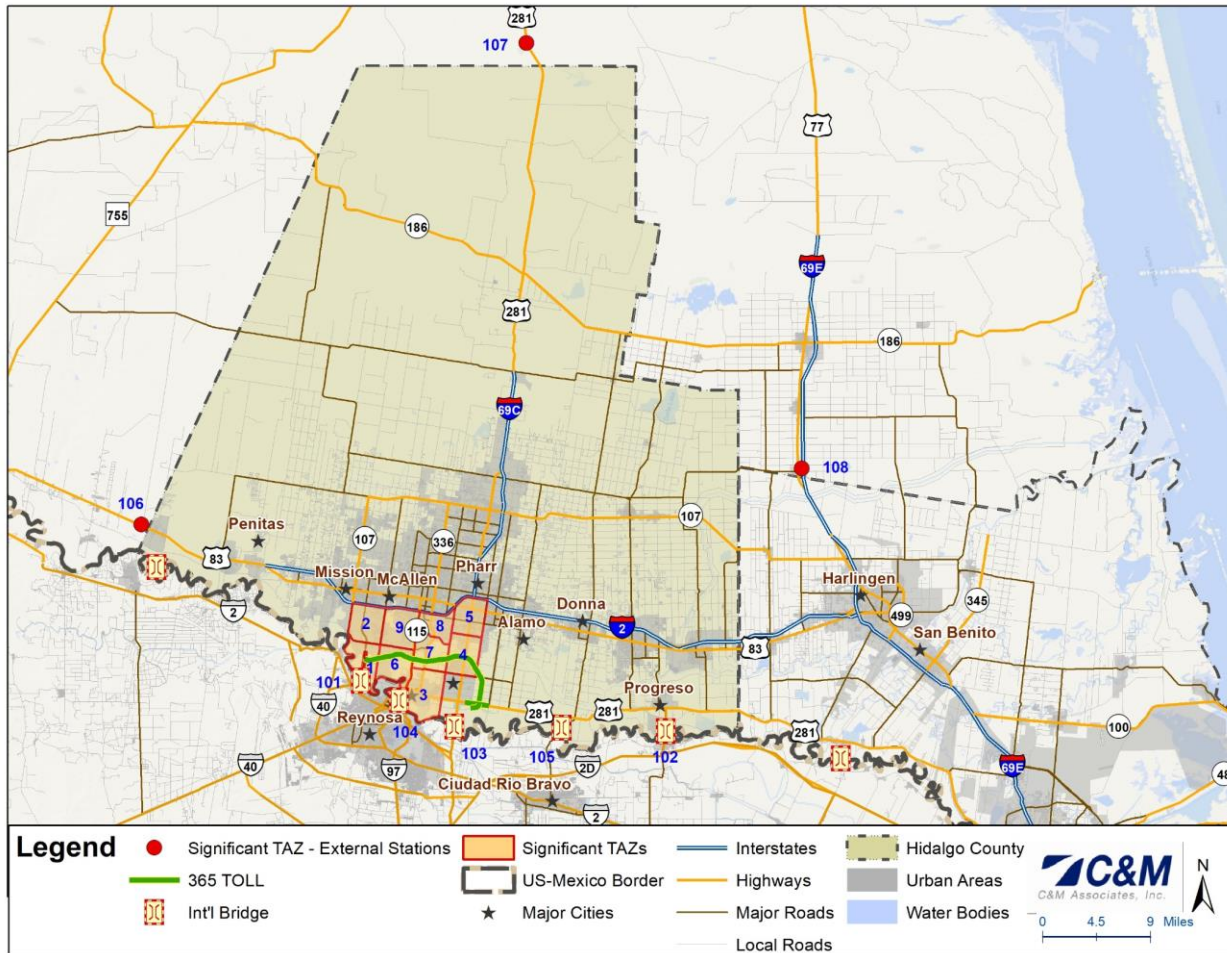 281
107
77
755
186
69E
281
186
69C
108
106
Penitas
107
336
107
83
Pharr
Mission
McAllen
Harlingen
2
Donna
499
345
2
9
115
8
5
Alamo
2
San Benito
83
7
4
1
6
101
3
Progreso
40
281
281
100
Reynosa
104
103
105
102
281
40
97
2D
69E
48
Ciudad Rio Bravo
2
Legend
Significant TAZ - External Stations
Significant TAZs
Interstates
Hidalgo County
365 TOLL
US-Mexico Border
Highways
Urban Areas
Int'l Bridge
Major Cities
Major Roads
Water Bodies
Local Roads
C&M
C&M Associates, Inc.
N
0 4.5 9 Miles